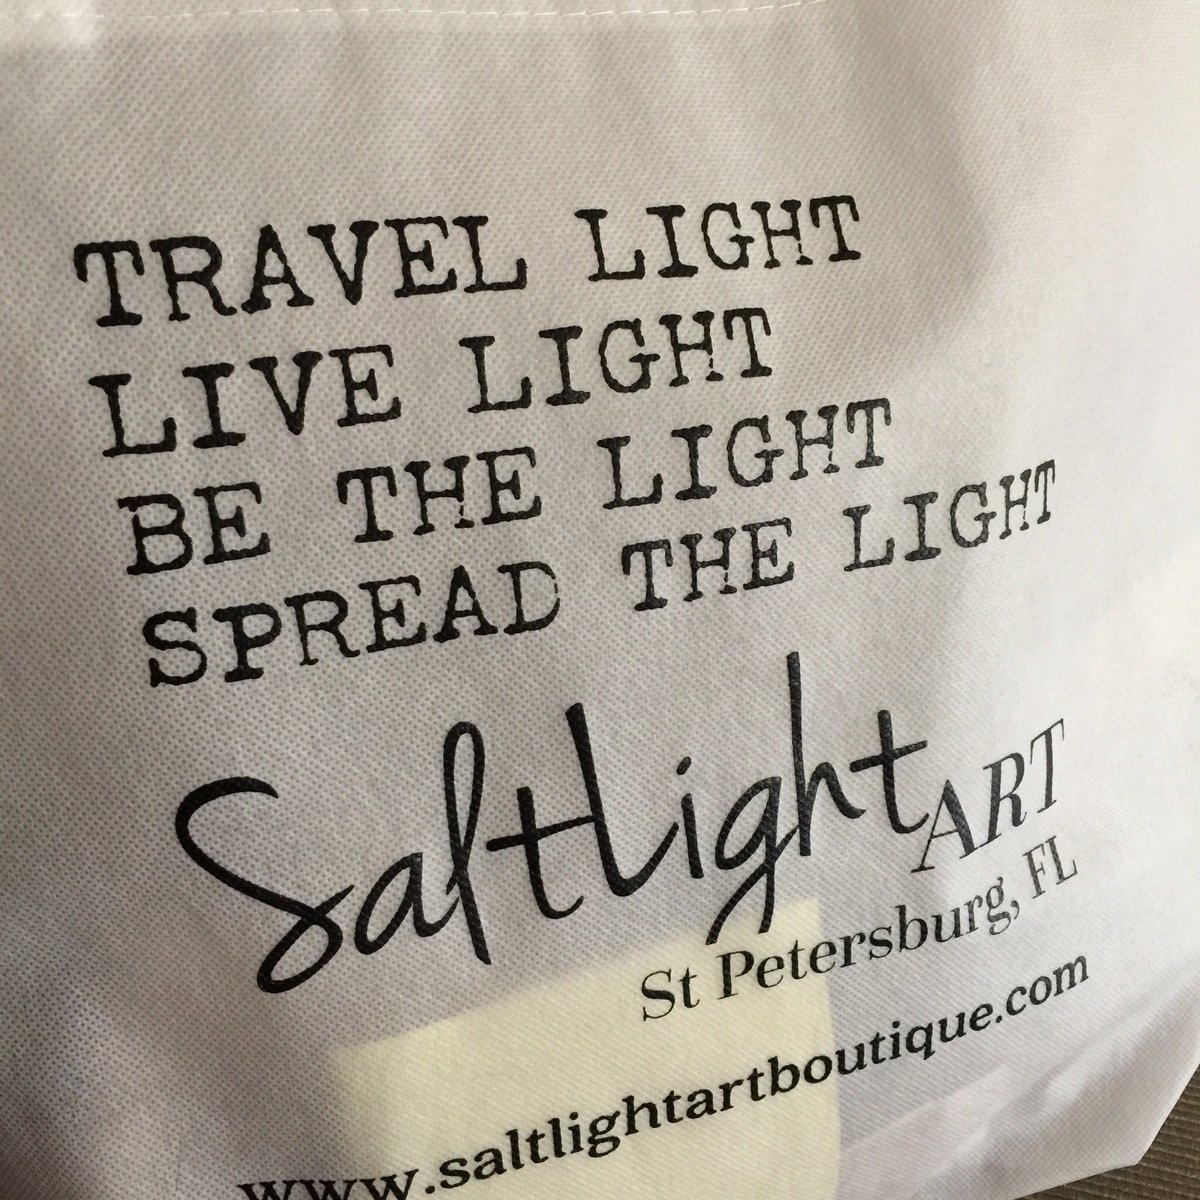 TRAVEL LIGHT
LIVE LIGHT
BE THE LIGHT
SPREAD THE LIGHT
SaltLight ART
St Petersburg, FL
www.saltlightartboutique.com